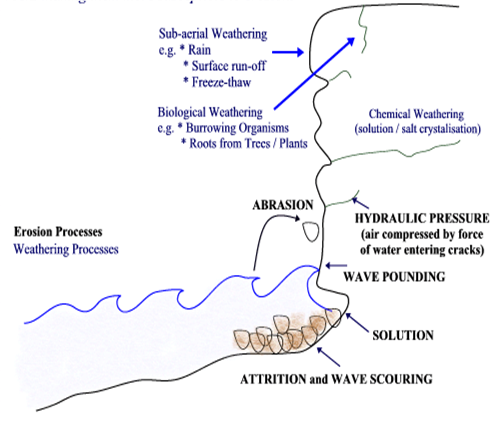 Sub-aerial Weathering
e.g. * Rain
* Surface run-off
* Freeze-thaw
Biological Weathering
e.g. * Burrowing Organisms
* Roots from Trees / Plants
Chemical Weathering
(solution / salt crystalisation)
ABRASION
HYDRAULIC PRESSURE
(air compressed by force
of water entering cracks)
Erosion Processes
Weathering Processes
WAVE POUNDING
SOLUTION
ATTRITION and WAVE SCOURING